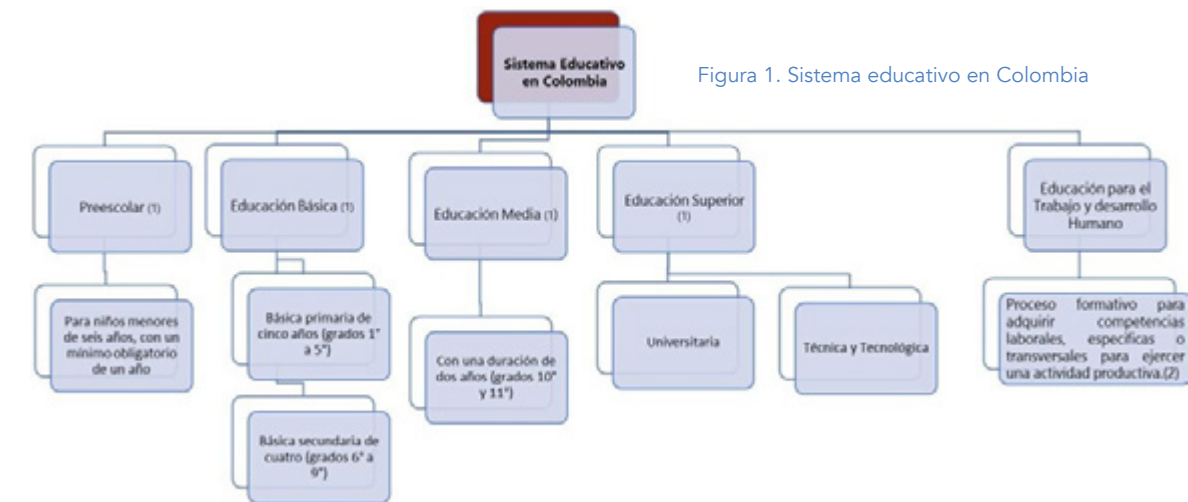 Sistema Educativo
en Colombia
Figura 1. Sistema educativo en Colombia
Preescolar (1)
Educación Básica (1)
Educación Media (1)
Educación Superior
(1)
Educación para el
Trabajo y desarrollo
Humano
Para niños menores
de seis años, con un
mínimo obligatorio
de un año
Básica primaria de
cinco años (grados 1°
a 5°)
Básica secundaria de
cuatro (grados 6° a
9°)
Con una duración de
dos años (grados 10°
y 11°)
Universitaria
Técnica y Tecnológica
Proceso formativo para
adquirir competencias
laborales, específicas o
transversales para ejercer
una actividad productiva.(2)